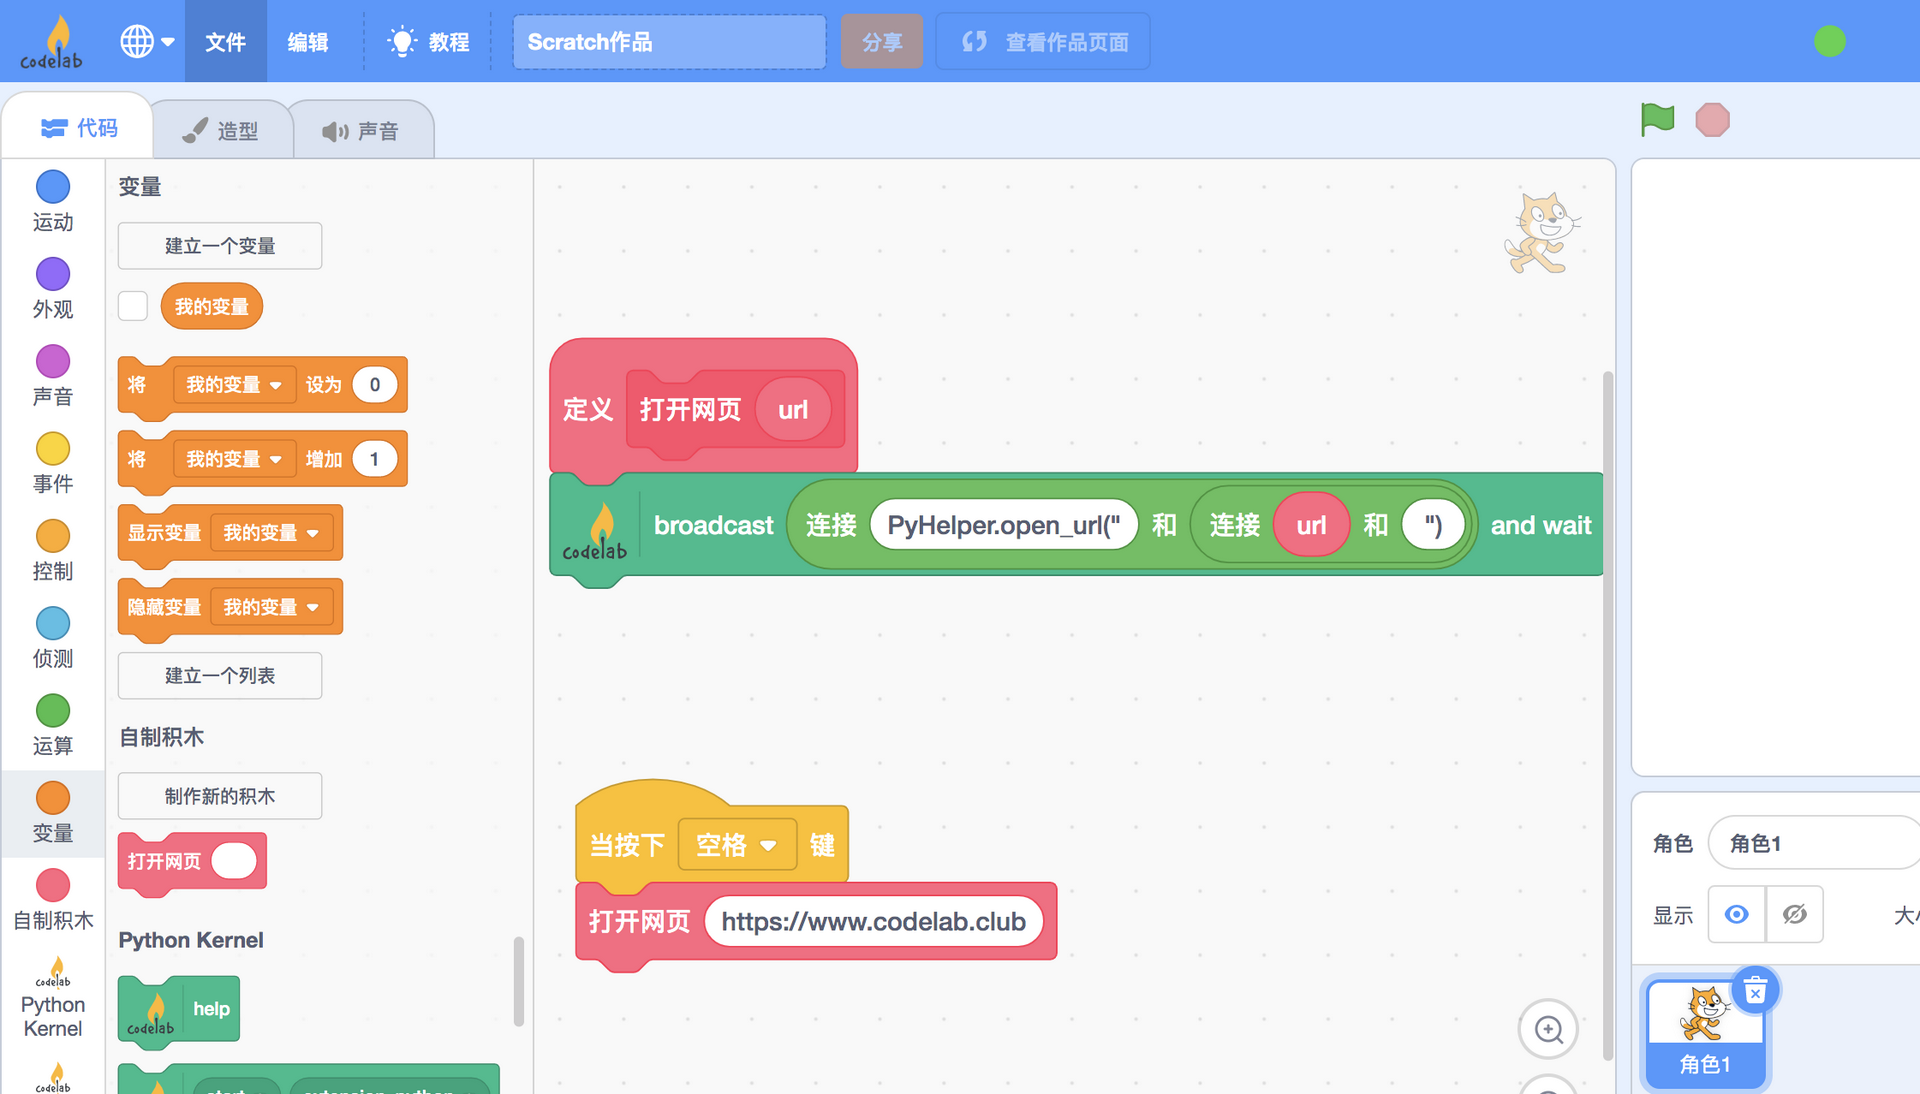 codelab
文件
编辑
教程
Scratch作品
分享
查看作品页面
代码
造型
声音
运动
外观
声音
事件
控制
侦测
运算
变量
自制积木
codelab
Python
Kernel
codelab
变量
建立一个变量
我的变量
将 我的变量 设为 0
将 我的变量 增加 1
显示变量 我的变量
隐藏变量 我的变量
建立一个列表
自制积木
制作新的积木
打开网页
Python Kernel
codelab help
定义 打开网页 url
codelab broadcast 连接 PyHelper.open_url(" 和 连接 url 和 ") and wait
当按下 空格 键
打开网页 https://www.codelab.club
角色 角色1
显示
角色1